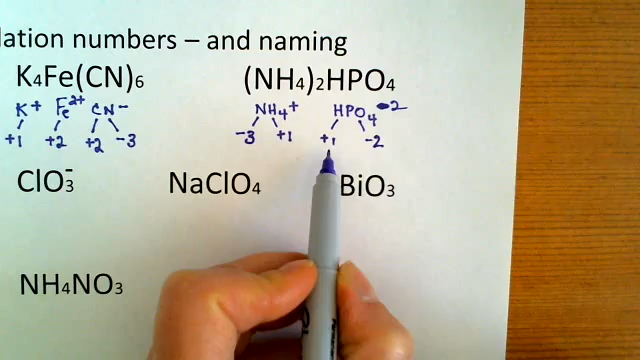 lation numbers – and naming
K₄Fe(CN)₆ (NH₄)₂HPO₄
K⁺ Fe²⁺ CN⁻ NH₄⁺ HPO₄⁻²
+1 +2 +2 -3 -3 +1 +1 -2
ClO₃⁻ NaClO₄ BiO₃
NH₄NO₃